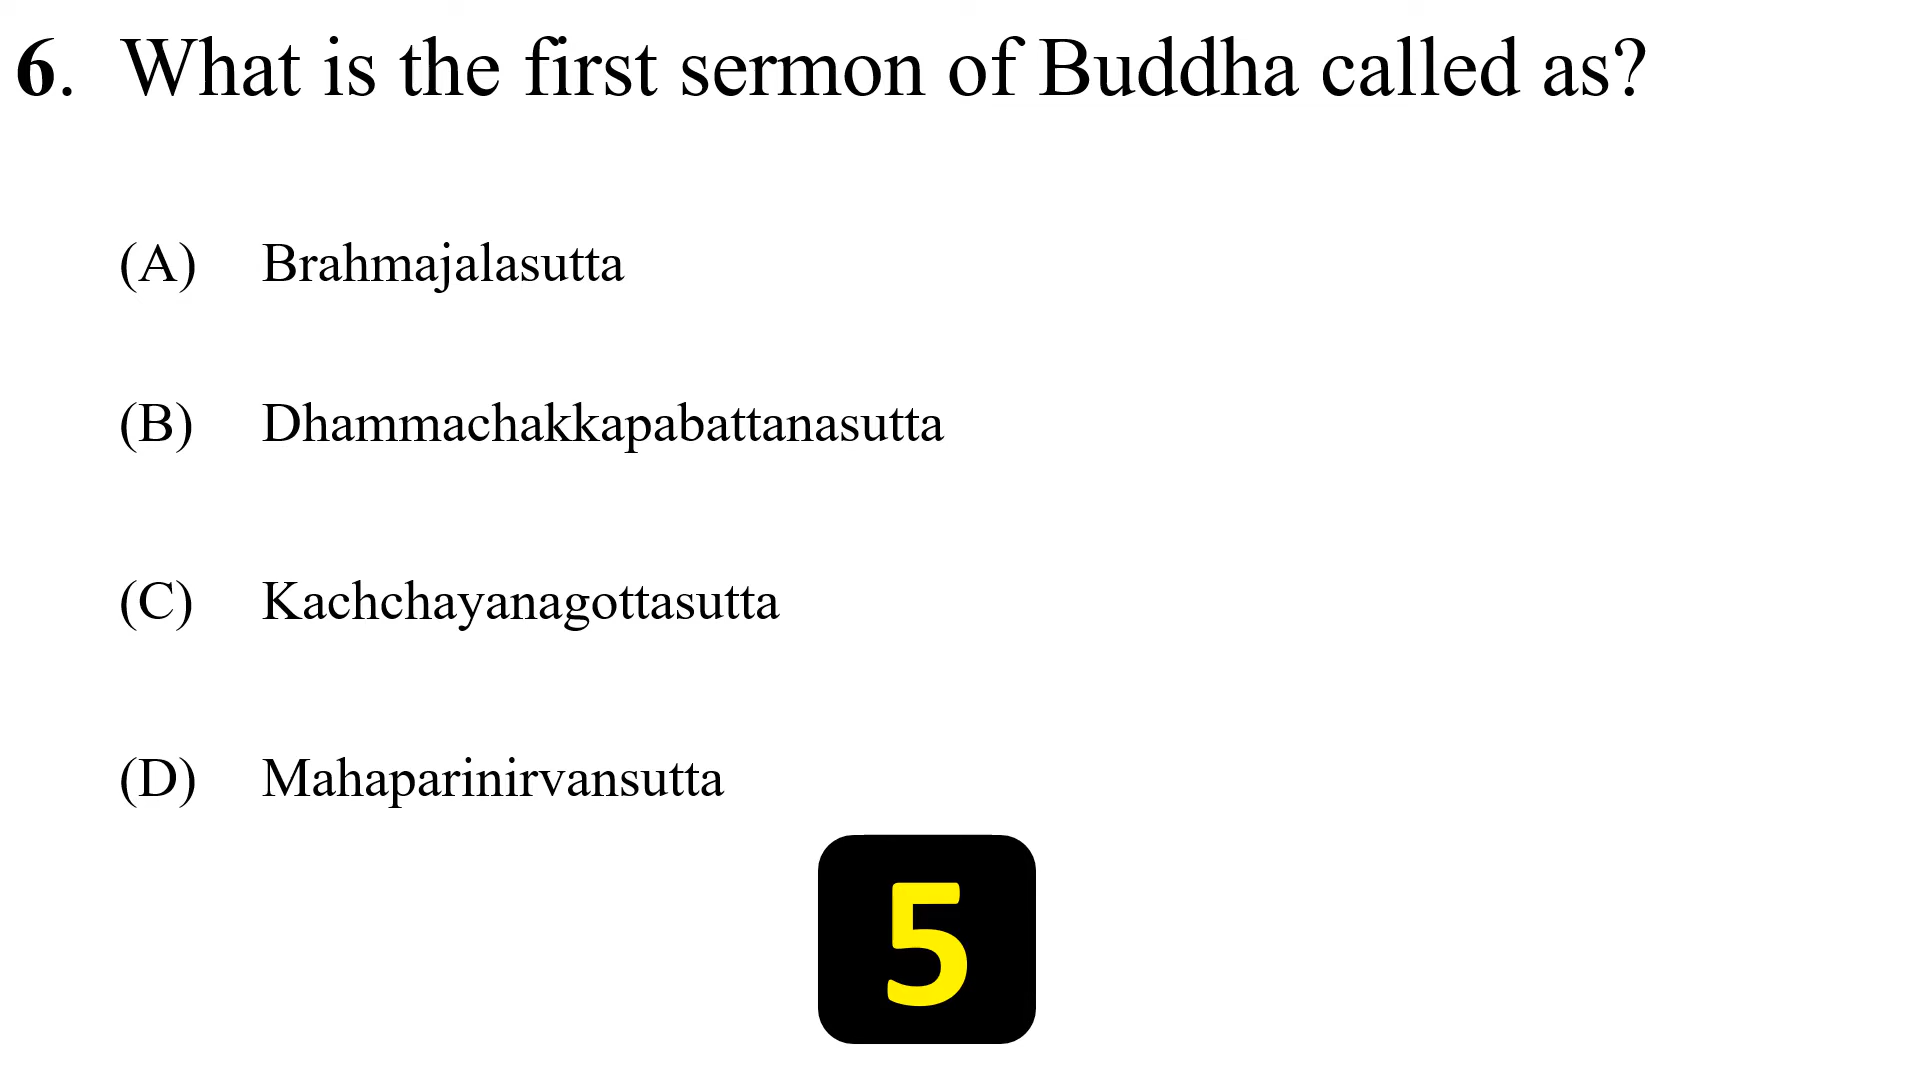 6. What is the first sermon of Buddha called as?
(A) Brahmajalasutta
(B) Dhammachakkapabattanasutta
(C) Kachchayanagottasutta
(D) Mahaparinirvansutta
5